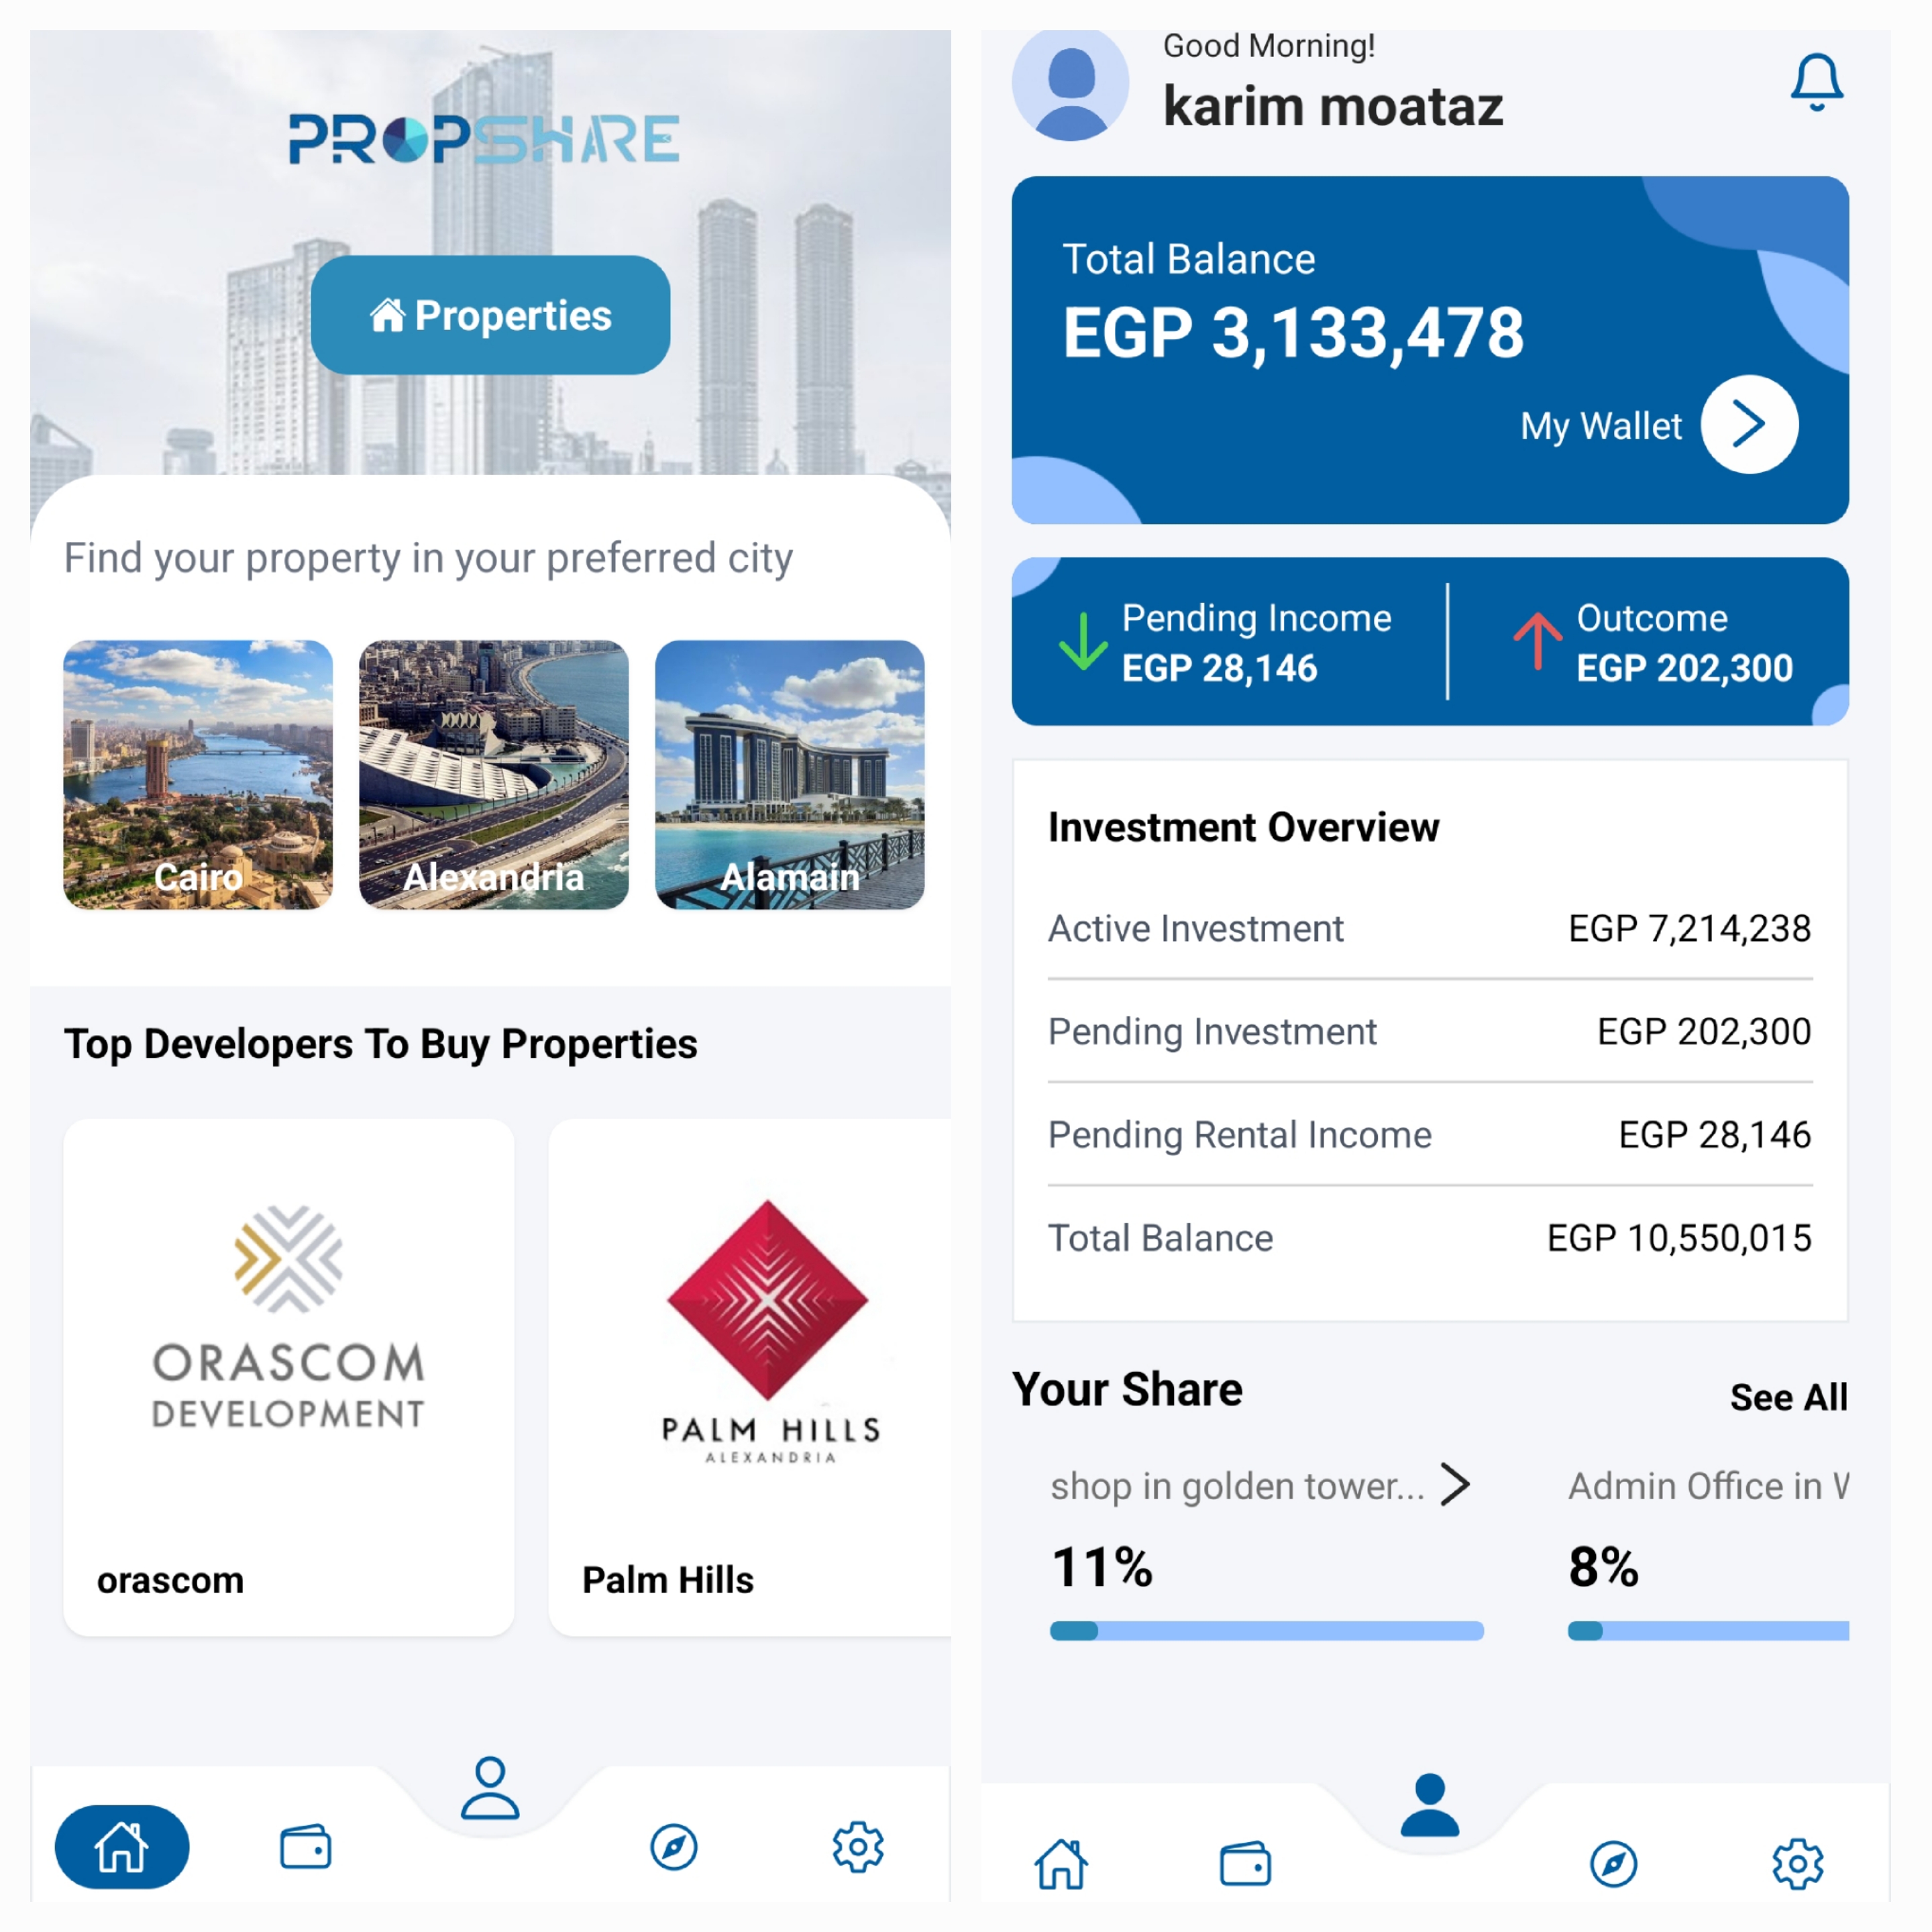 PROPSHARE
Properties
Find your property in your preferred city
Cairo
Alexandria
Alamain
Top Developers To Buy Properties
ORASCOM
DEVELOPMENT
orascom
PALM HILLS
ALEXANDRIA
Palm Hills
Good Morning!
karim moataz
Total Balance
EGP 3,133,478
My Wallet
Pending Income
EGP 28,146
Outcome
EGP 202,300
Investment Overview
Active Investment EGP 7,214,238
Pending Investment EGP 202,300
Pending Rental Income EGP 28,146
Total Balance EGP 10,550,015
Your Share See All
shop in golden tower...
11%
Admin Office in
8%